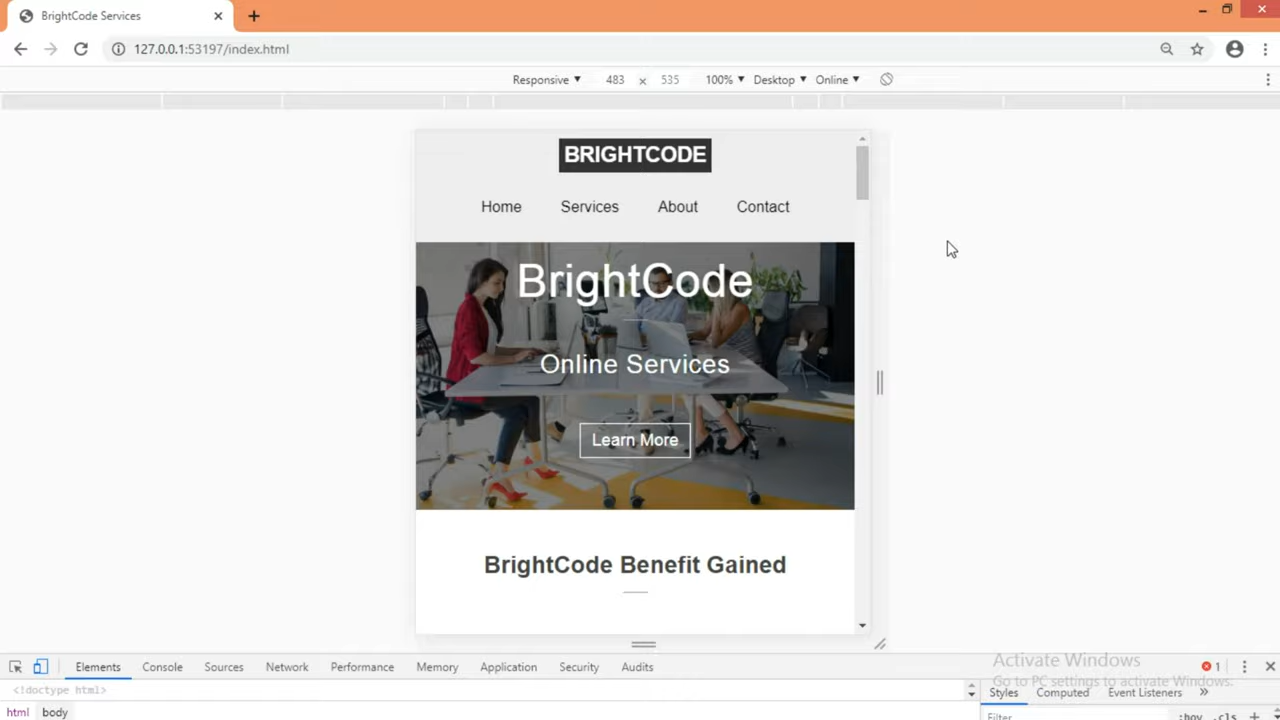 BrightCode Services
127.0.0.1:53197/index.html
Responsive 483 x 535 100% Desktop Online
BRIGHTCODE
Home Services About Contact
BrightCode
Online Services
Learn More
BrightCode Benefit Gained
Elements Console Sources Network Performance Memory Application Security Audits 1
Activate Windows
Go to PC settings to activate Windows.
<!doctype html>
Styles Computed Event Listeners »
html body
Filter :hov .cls +